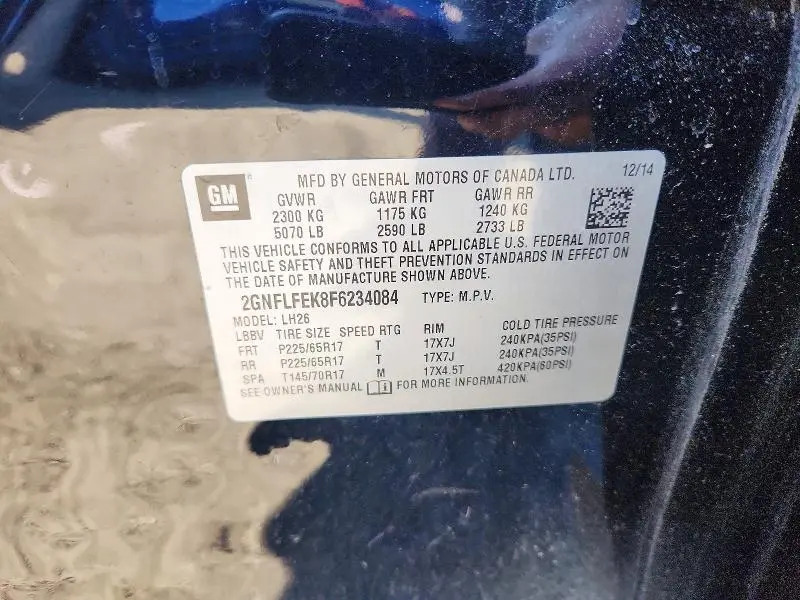 GM
MFD BY GENERAL MOTORS OF CANADA LTD. 12/14
GVWR GAWR FRT GAWR RR
2300 KG 1175 KG 1240 KG
5070 LB 2590 LB 2733 LB
THIS VEHICLE CONFORMS TO ALL APPLICABLE U.S. FEDERAL MOTOR
VEHICLE SAFETY AND THEFT PREVENTION STANDARDS IN EFFECT ON
THE DATE OF MANUFACTURE SHOWN ABOVE.
2GNFLFEK8F6234084 TYPE: M.P.V.
MODEL: LH26
LBBV TIRE SIZE SPEED RTG RIM COLD TIRE PRESSURE
FRT P225/65R17 T 17X7J 240KPA(35PSI)
RR P225/65R17 T 17X7J 240KPA(35PSI)
SPA T145/70R17 M 17X4.5T 420KPA(60PSI)
SEE OWNER'S MANUAL FOR MORE INFORMATION.